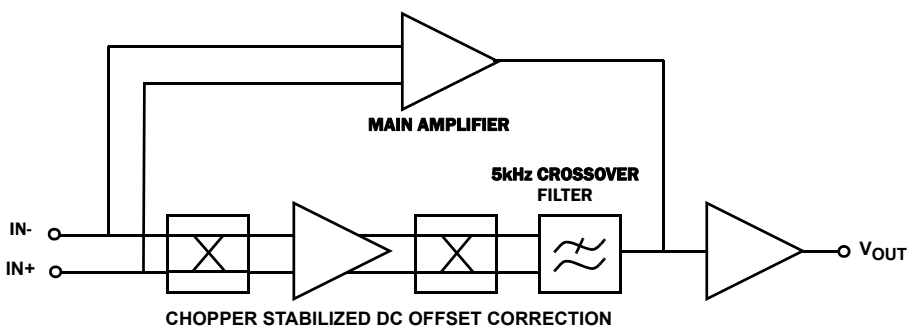 MAIN AMPLIFIER
5kHz CROSSOVER
FILTER
IN-
IN+
VOUT
CHOPPER STABILIZED DC OFFSET CORRECTION